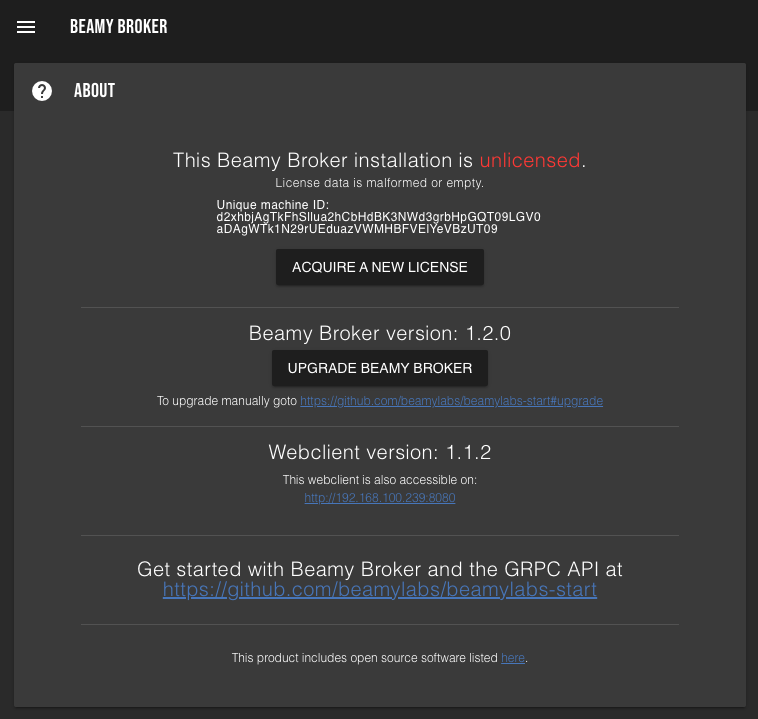 BEAMY BROKER
ABOUT
This Beamy Broker installation is unlicensed.
License data is malformed or empty.
Unique machine ID:
d2xhbjAgTkFhSllua2hCbHdBK3NWd3grbHpGQT09LGV0
aDAgWTk1N29rUEduazVWMHBFVElYeVBzUT09
ACQUIRE A NEW LICENSE
Beamy Broker version: 1.2.0
UPGRADE BEAMY BROKER
To upgrade manually goto https://github.com/beamylabs/beamylabs-start#upgrade
Webclient version: 1.1.2
This webclient is also accessible on:
http://192.168.100.239:8080
Get started with Beamy Broker and the GRPC API at
https://github.com/beamylabs/beamylabs-start
This product includes open source software listed here.